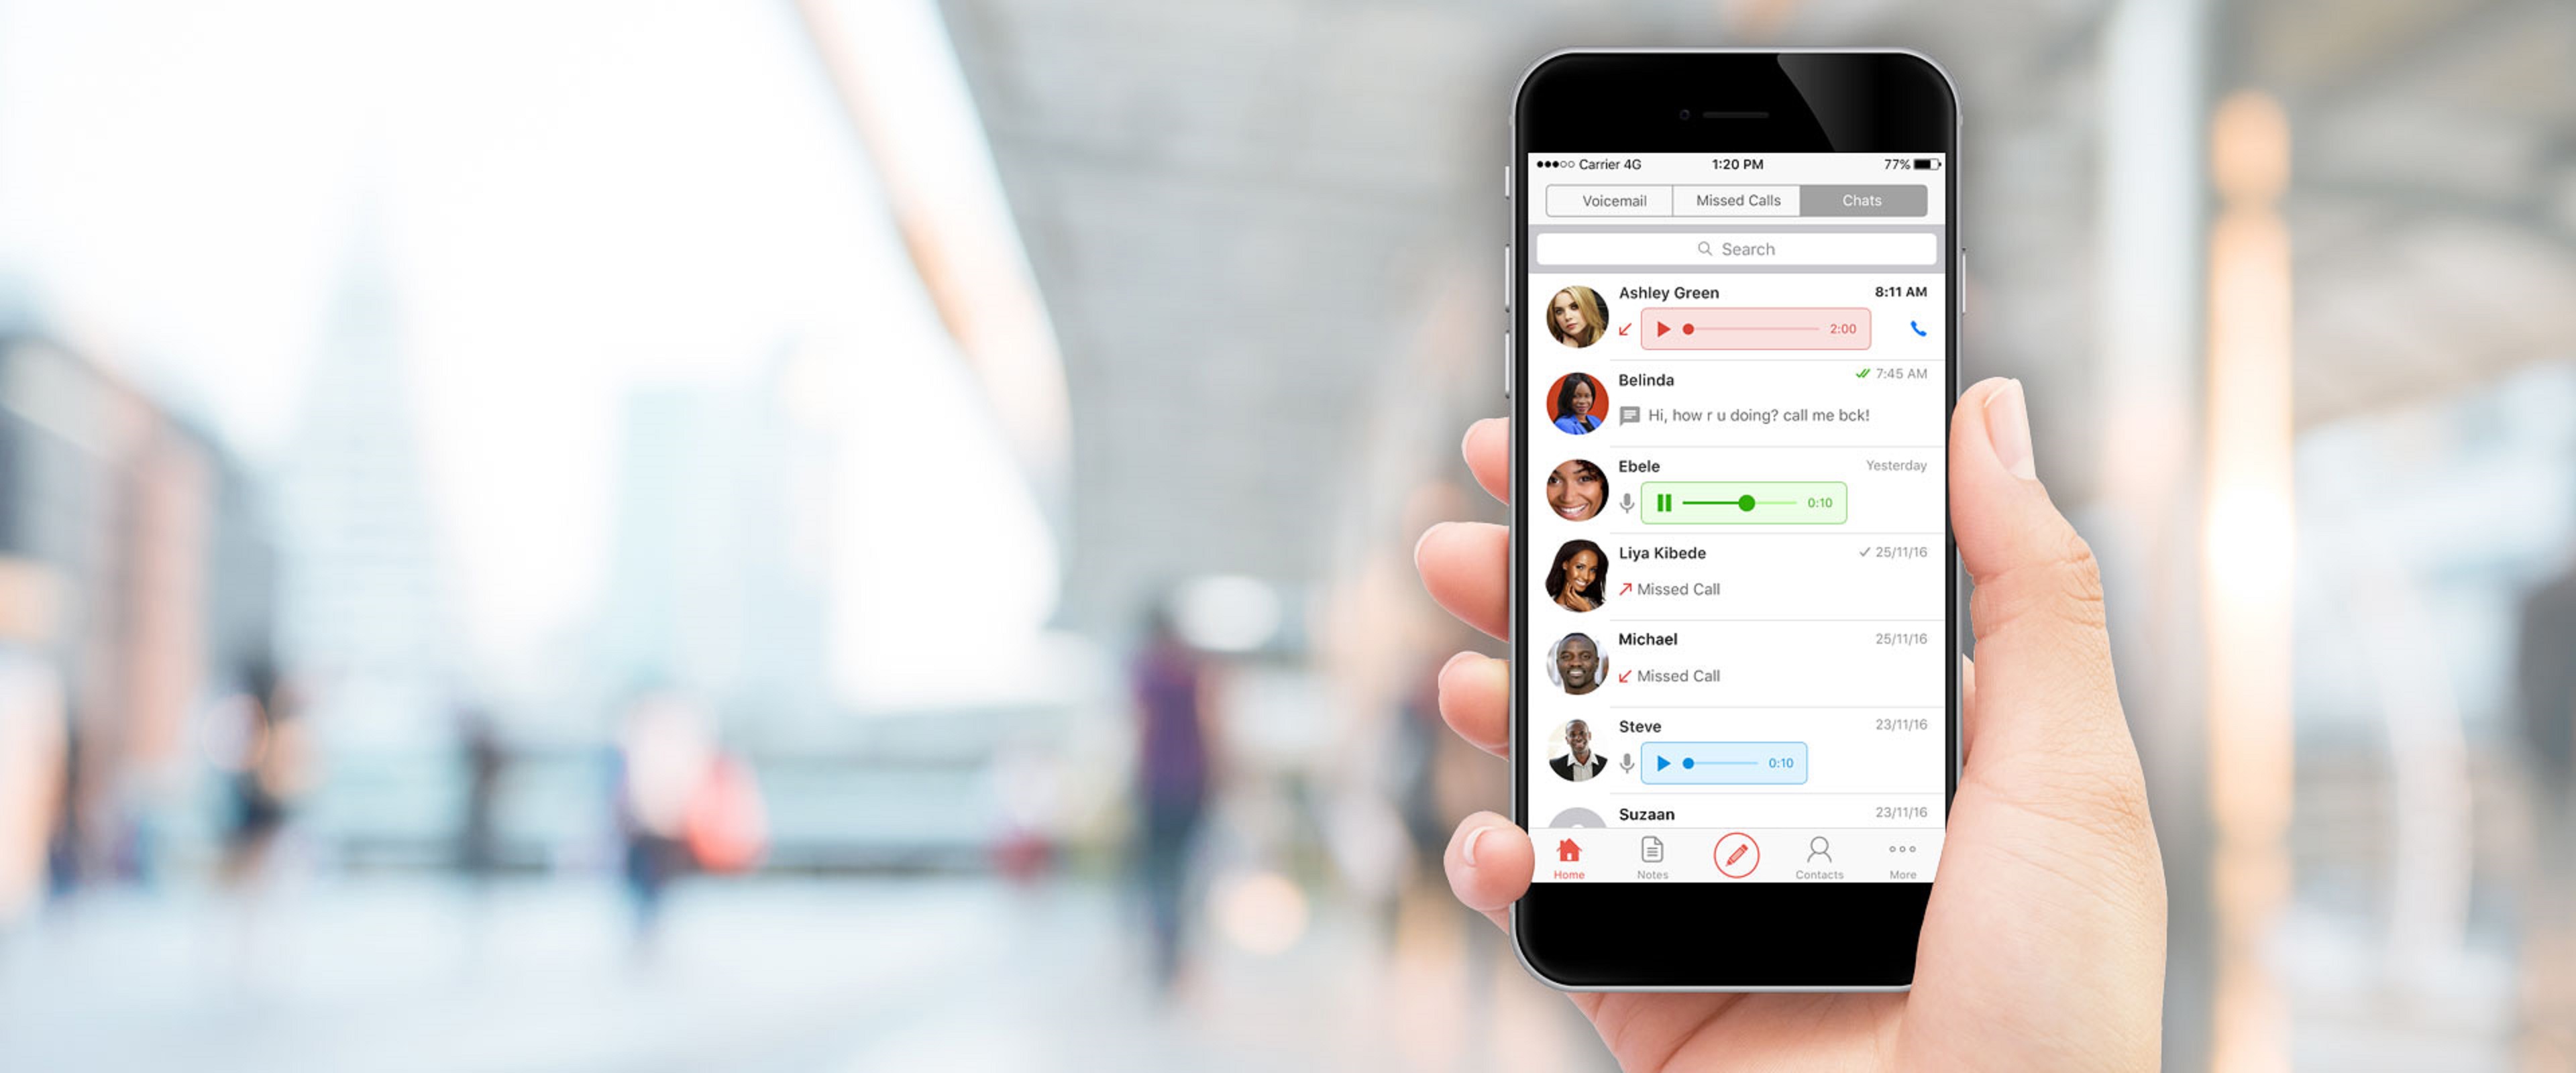 Carrier 4G 1:20 PM 77%
Voicemail Missed Calls Chats
Search
Ashley Green 8:11 AM
2:00
Belinda 7:45 AM
Hi, how r u doing? call me bck!
Ebele Yesterday
0:10
Liya Kibede 25/11/16
Missed Call
Michael 25/11/16
Missed Call
Steve 23/11/16
0:10
Suzaan 23/11/16
Home Notes Contacts More